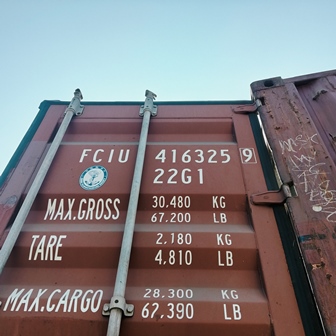 FCIU 416325 9
22G1
MAX.GROSS 30.480 KG
67.200 LB
TARE 2.180 KG
4,810 LB
MAX.CARGO 28.300 KG
67,390 LB